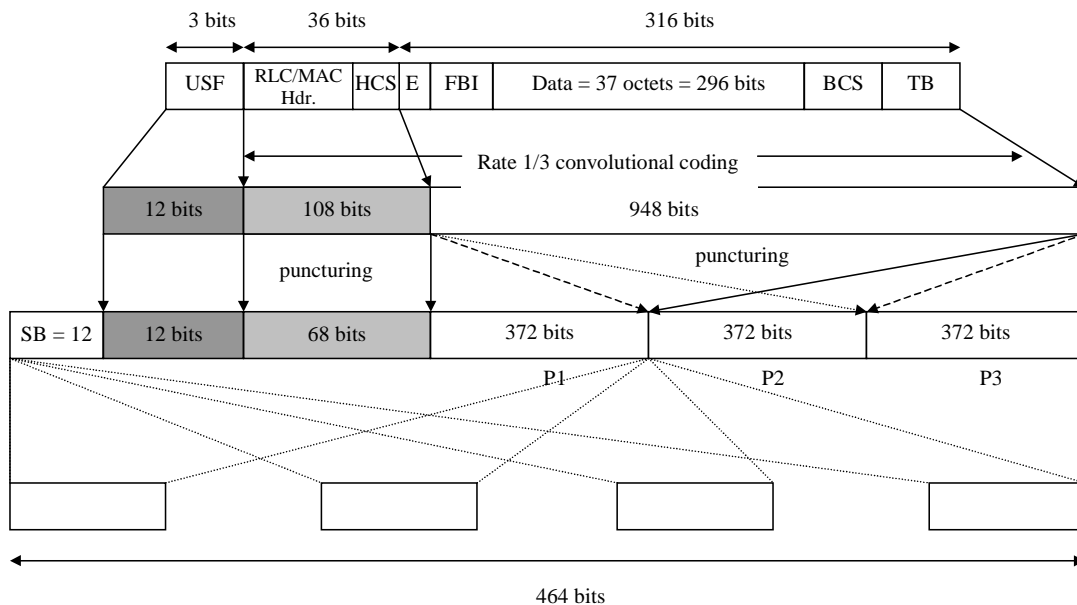 3 bits 36 bits 316 bits
USF RLC/MAC Hdr. HCS E FBI Data = 37 octets = 296 bits BCS TB
Rate 1/3 convolutional coding
12 bits 108 bits 948 bits
puncturing puncturing
SB = 12 12 bits 68 bits 372 bits 372 bits 372 bits
P1 P2 P3
464 bits